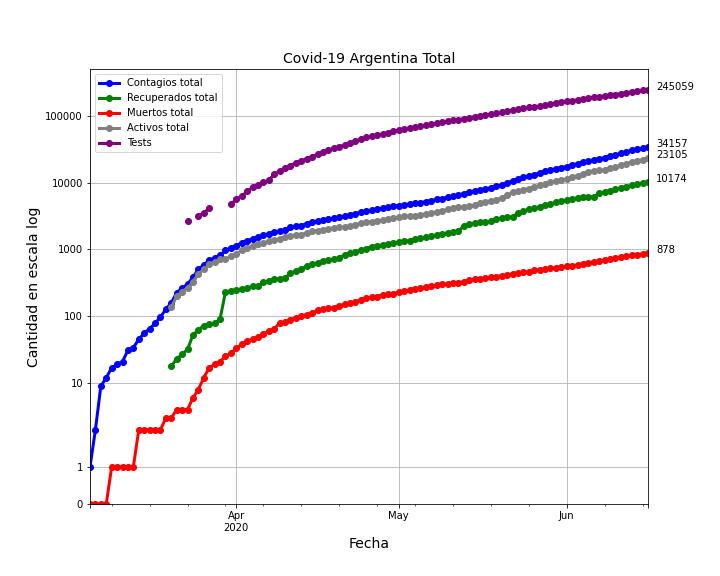 Covid-19 Argentina Total
Contagios total
Recuperados total
Muertos total
Activos total
Tests
Cantidad en escala log
100000
10000
1000
100
10
1
0
245059
34157
23105
10174
878
Apr
2020
May
Jun
Fecha